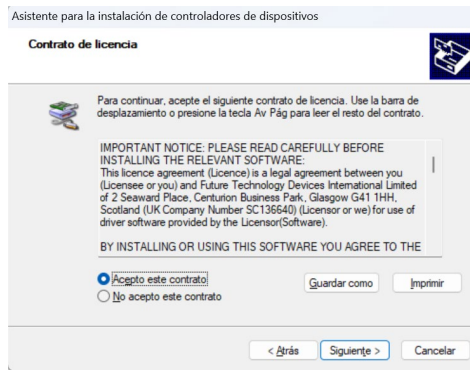 Asistente para la instalación de controladores de dispositivos
Contrato de licencia
Para continuar, acepte el siguiente contrato de licencia. Use la barra de
desplazamiento o presione la tecla Av Pág para leer el resto del contrato.
IMPORTANT NOTICE: PLEASE READ CAREFULLY BEFORE
INSTALLING THE RELEVANT SOFTWARE:
This licence agreement (Licence) is a legal agreement between you
(Licensee or you) and Future Technology Devices International Limited
of 2 Seaward Place, Centurion Business Park, Glasgow G41 1HH,
Scotland (UK Company Number SC136640) (Licensor or we) for use of
driver software provided by the Licensor(Software).
BY INSTALLING OR USING THIS SOFTWARE YOU AGREE TO THE
Acepto este contrato
No acepto este contrato
Guardar como
Imprimir
< Atrás
Siguiente >
Cancelar